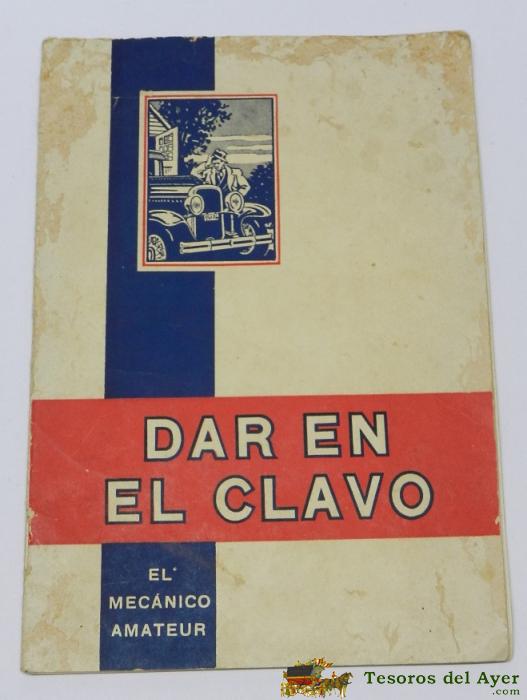 DAR EN
EL CLAVO
EL
MECÁNICO
AMATEUR
Tesoros del Ayer
.com